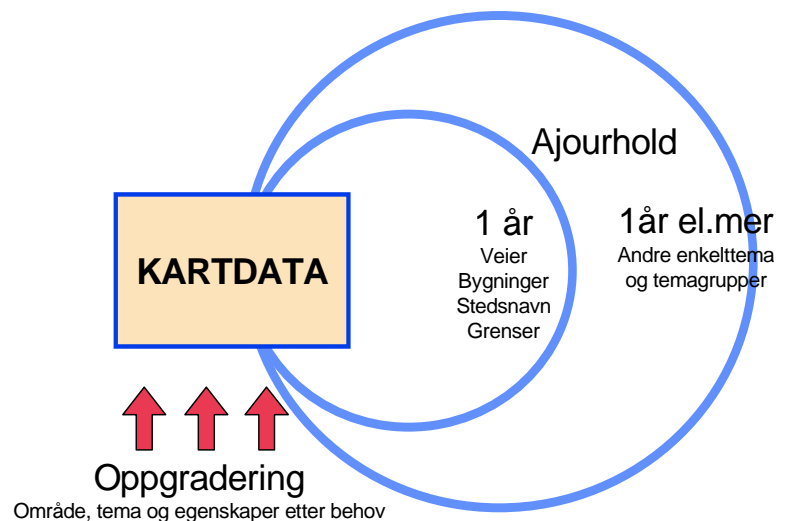 Ajourhold
1 år
Veier
Bygninger
Stedsnavn
Grenser
1år el.mer
Andre enkelttema
og temagrupper
KARTDATA
Oppgradering
Område, tema og egenskaper etter behov